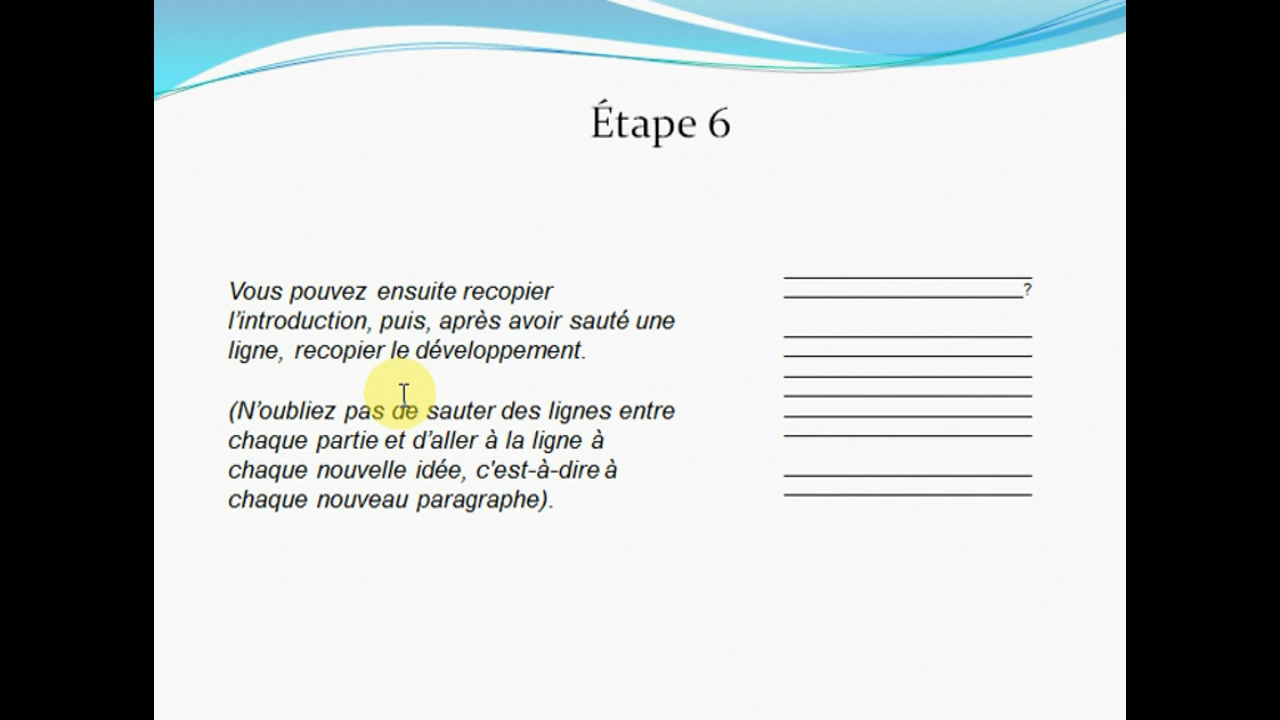 Étape 6
Vous pouvez ensuite recopier
l’introduction, puis, après avoir sauté une
ligne, recopier le développement.
(N’oubliez pas de sauter des lignes entre
chaque partie et d’aller à la ligne à
chaque nouvelle idée, c'est-à-dire à
chaque nouveau paragraphe).
?